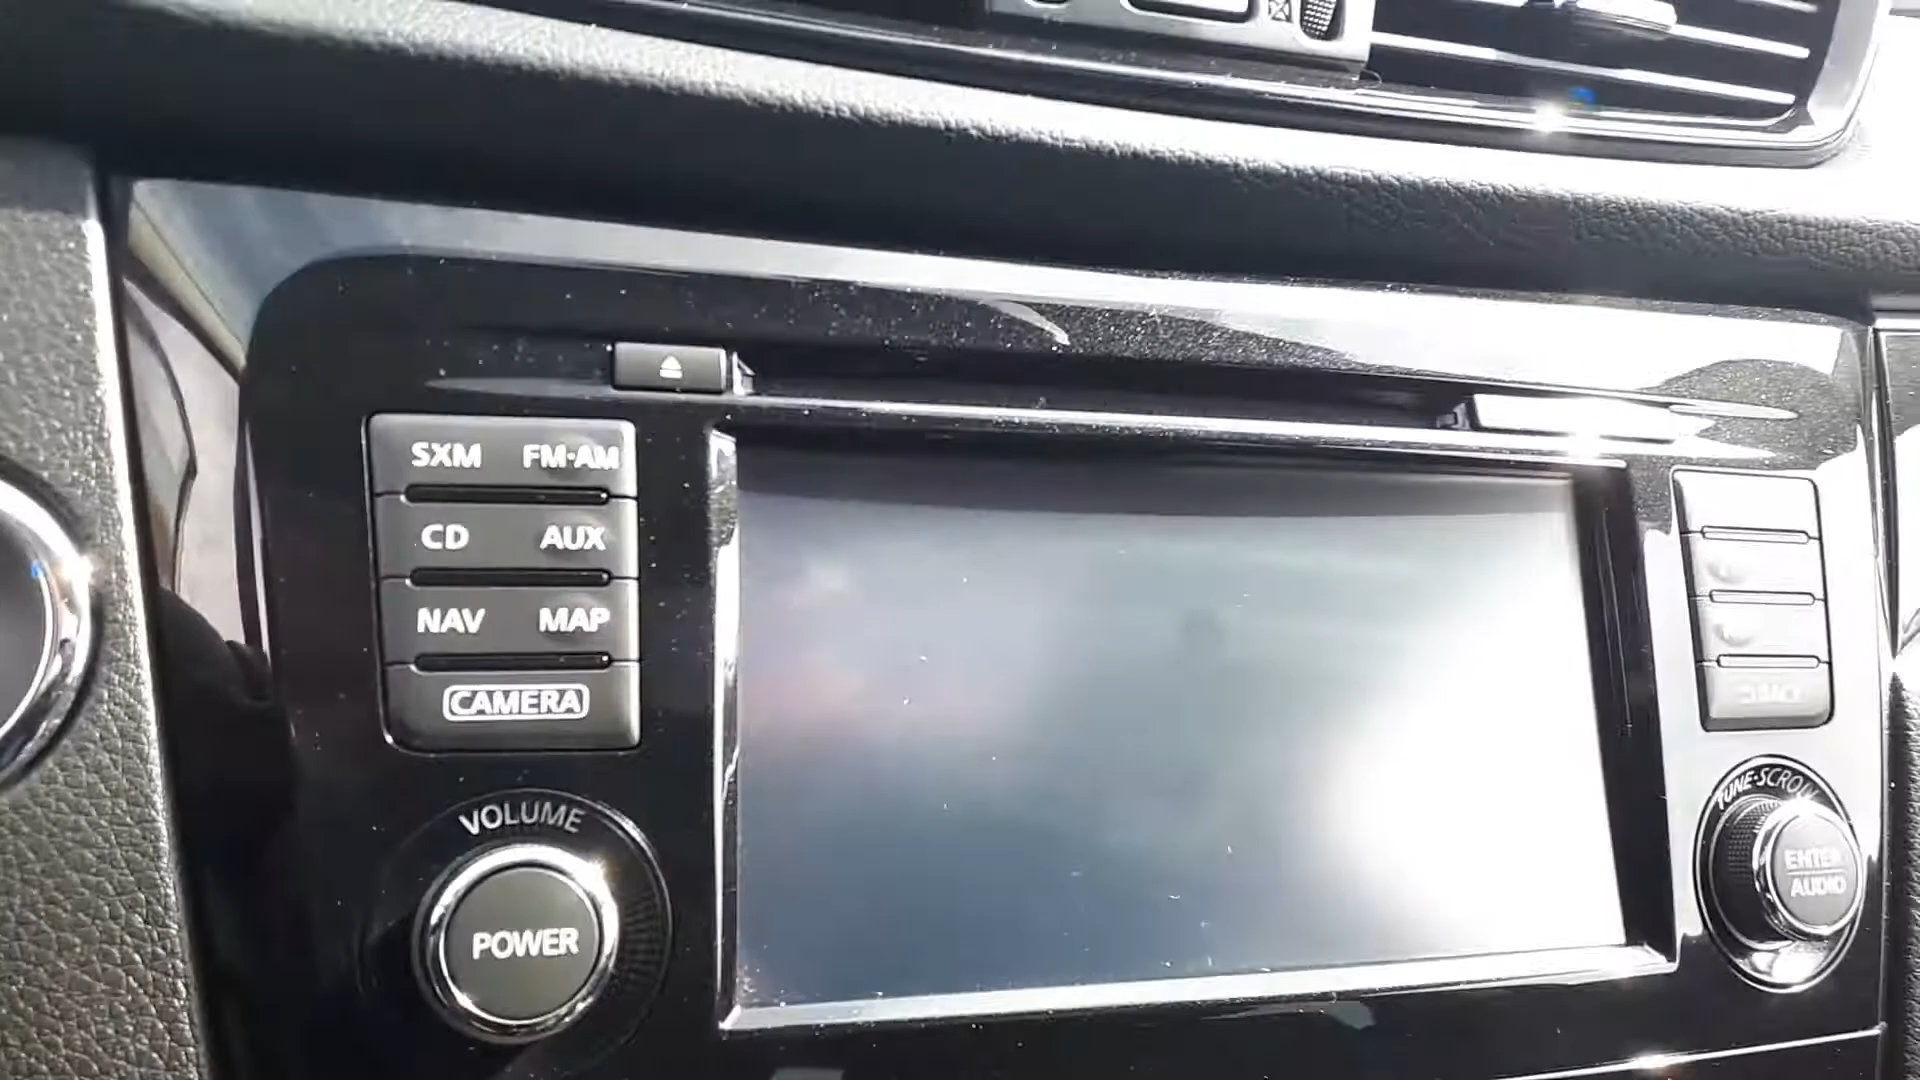 SXM FM·AM
CD AUX
NAV MAP
CAMERA
VOLUME
POWER
TUNE·SCROLL
ENTER
AUDIO